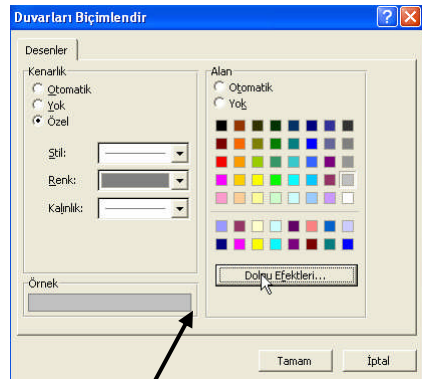 Duvarları Biçimlendir
Desenler
Kenarlık
Otomatik
Yok
Özel
Stil:
Renk:
Kalınlık:
Örnek
Alan
Otomatik
Yok
Dolgu Efektleri...
Tamam
İptal